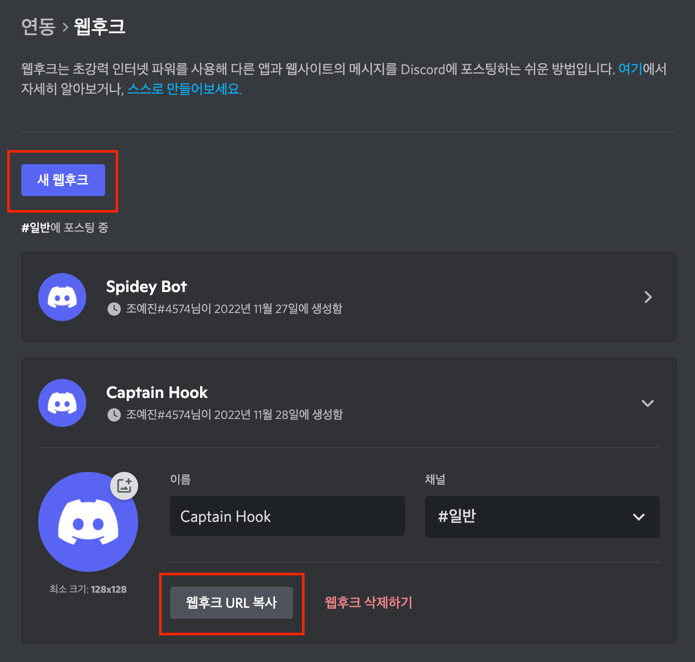 연동 > 웹후크
웹후크는 초강력 인터넷 파워를 사용해 다른 앱과 웹사이트의 메시지를 Discord에 포스팅하는 쉬운 방법입니다. 여기에서
자세히 알아보거나, 스스로 만들어보세요.
새 웹후크
#일반에 포스팅 중
Spidey Bot
조예진#4574님이 2022년 11월 27일에 생성함
Captain Hook
조예진#4574님이 2022년 11월 28일에 생성함
이름
채널
Captain Hook
#일반
최소 크기: 128x128
웹후크 URL 복사
웹후크 삭제하기